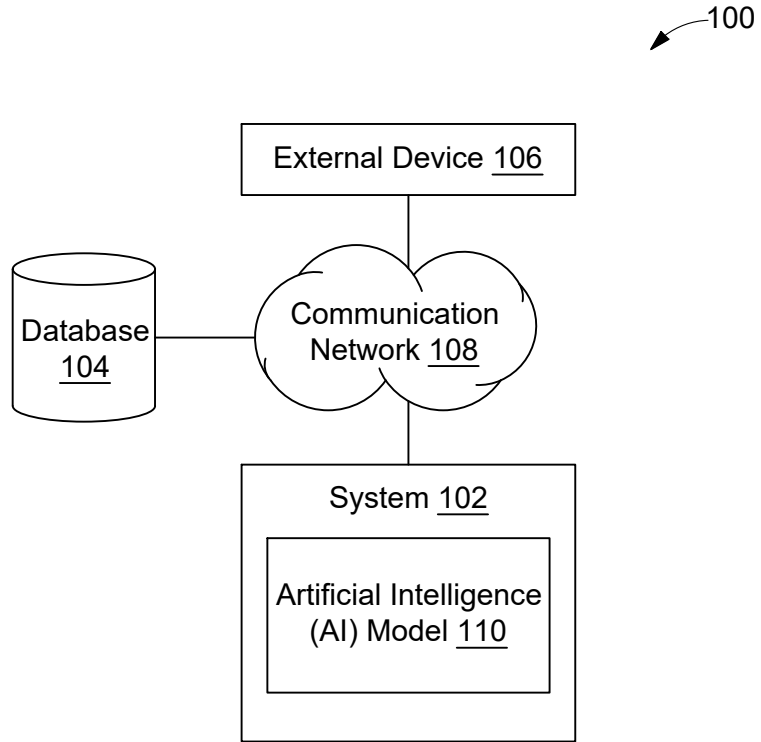 100
External Device 106
Database
104
Communication
Network 108
System 102
Artificial Intelligence
(AI) Model 110